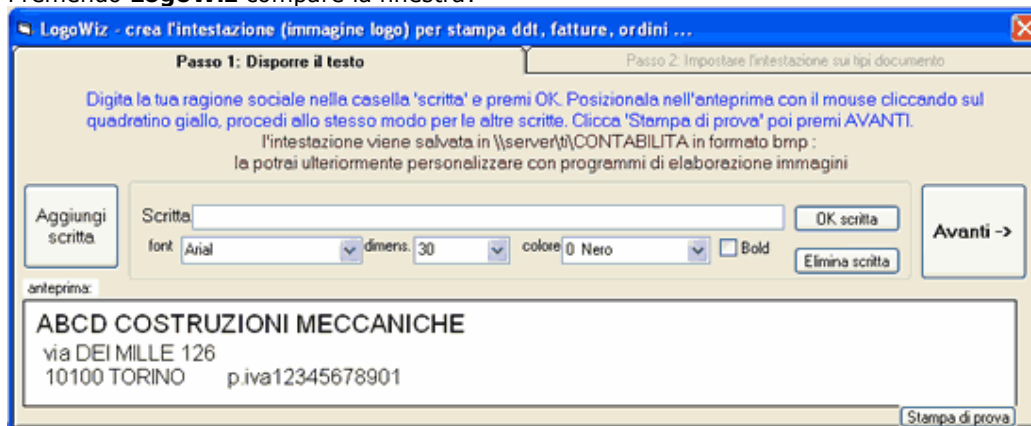 Premendo LogoWiz compare la finestra:
LogoWiz - crea l'intestazione (immagine logo) per stampa ddt, fatture, ordini ...
Passo 1: Disporre il testo
Passo 2: Impostare l'intestazione sui tipi documento
Digita la tua ragione sociale nella casella 'scritta' e premi OK. Posizionala nell'anteprima con il mouse cliccando sul
quadratino giallo, procedi allo stesso modo per le altre scritte. Clicca 'Stampa di prova' poi premi AVANTI.
l'intestazione viene salvata in \\server\ti\CONTABILITA in formato bmp :
la potrai ulteriormente personalizzare con programmi di elaborazione immagini
Aggiungi
scritta
Scritta
OK scritta
Avanti ->
font Arial dimens. 30 colore 0 Nero Bold
Elimina scritta
anteprima:
ABCD COSTRUZIONI MECCANICHE
via DEI MILLE 126
10100 TORINO p.iva12345678901
Stampa di prova